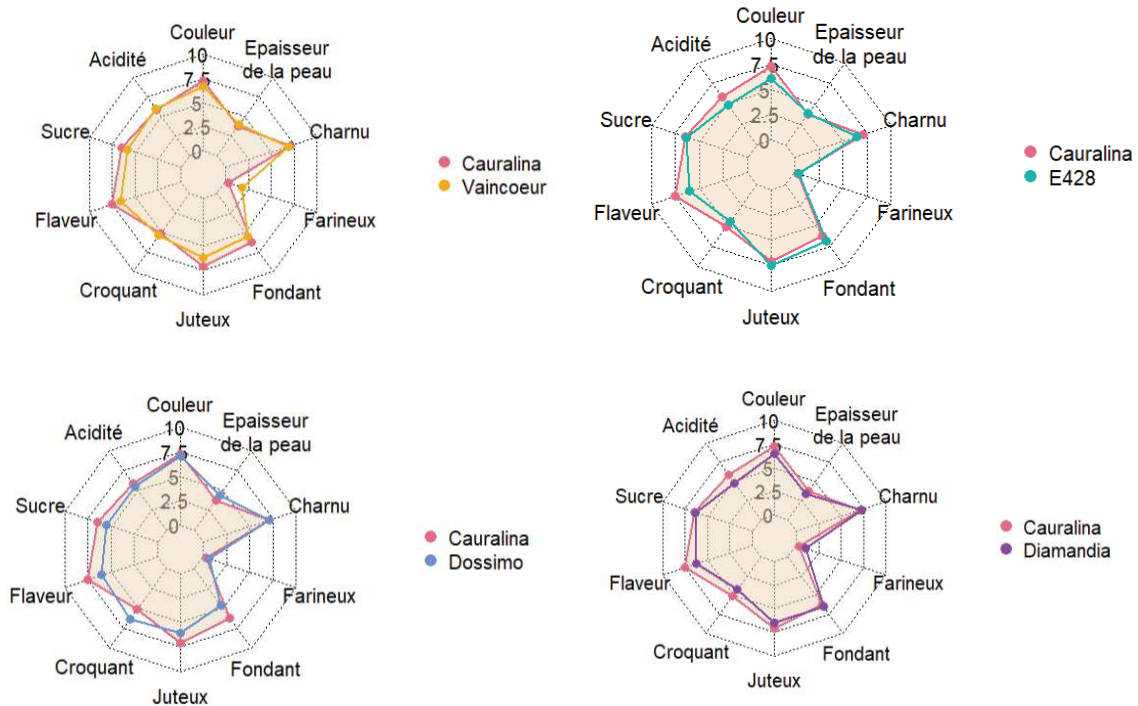 Couleur
10
7.5
5
2.5
0
Epaisseur
de la peau
Charnu
Farineux
Fondant
Juteux
Croquant
Flaveur
Sucre
Acidité
Cauralina
Vaincoeur
Couleur
10
7.5
5
2.5
0
Epaisseur
de la peau
Charnu
Farineux
Fondant
Juteux
Croquant
Flaveur
Sucre
Acidité
Cauralina
E428
Couleur
10
7.5
5
2.5
0
Epaisseur
de la peau
Charnu
Farineux
Fondant
Juteux
Croquant
Flaveur
Sucre
Acidité
Cauralina
Dossimo
Couleur
10
7.5
5
2.5
0
Epaisseur
de la peau
Charnu
Farineux
Fondant
Juteux
Croquant
Flaveur
Sucre
Acidité
Cauralina
Diamandia